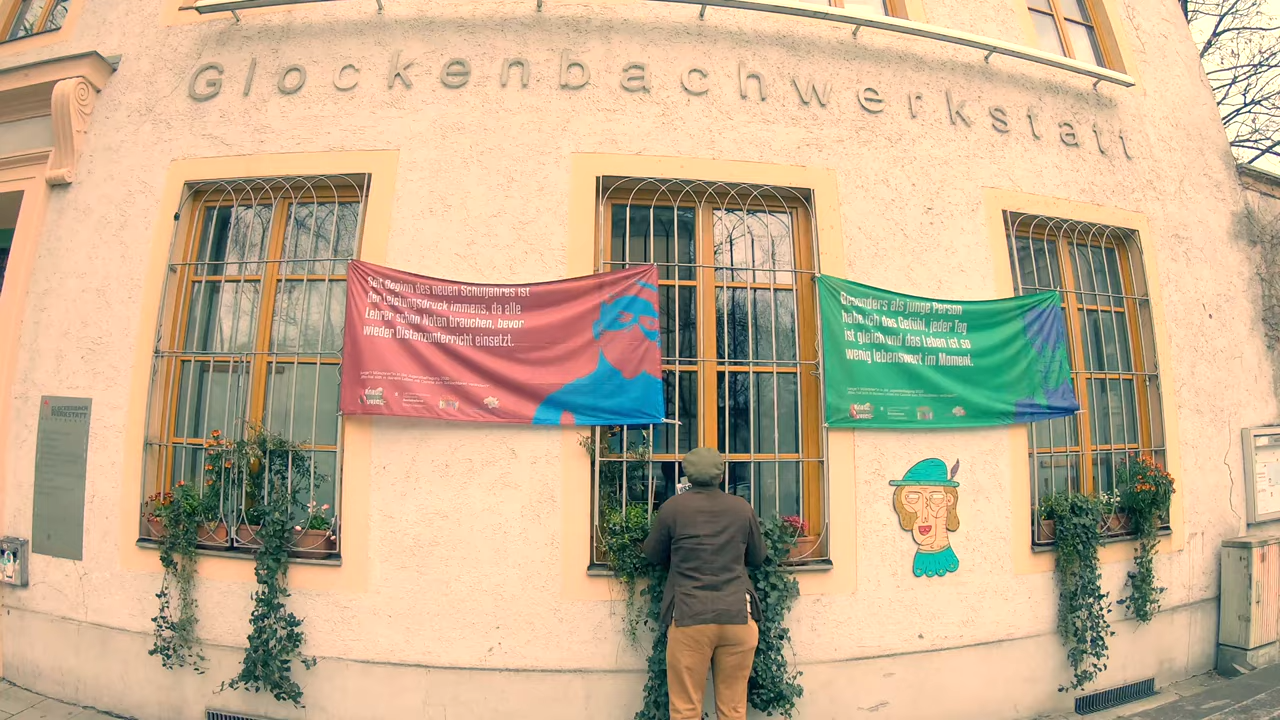 Glockenbachwerkstatt
Seit Beginn des neuen Schuljahres ist
der Leistungsdruck immens, da alle
Lehrer schon Noten brauchen, bevor
wieder Distanzunterricht einsetzt.
Besonders als junge Person
habe ich das Gefühl, jeder Tag
ist gleich und das Leben ist so
wenig lebenswert im Moment.
GLOCKENBACH
WERKSTATT